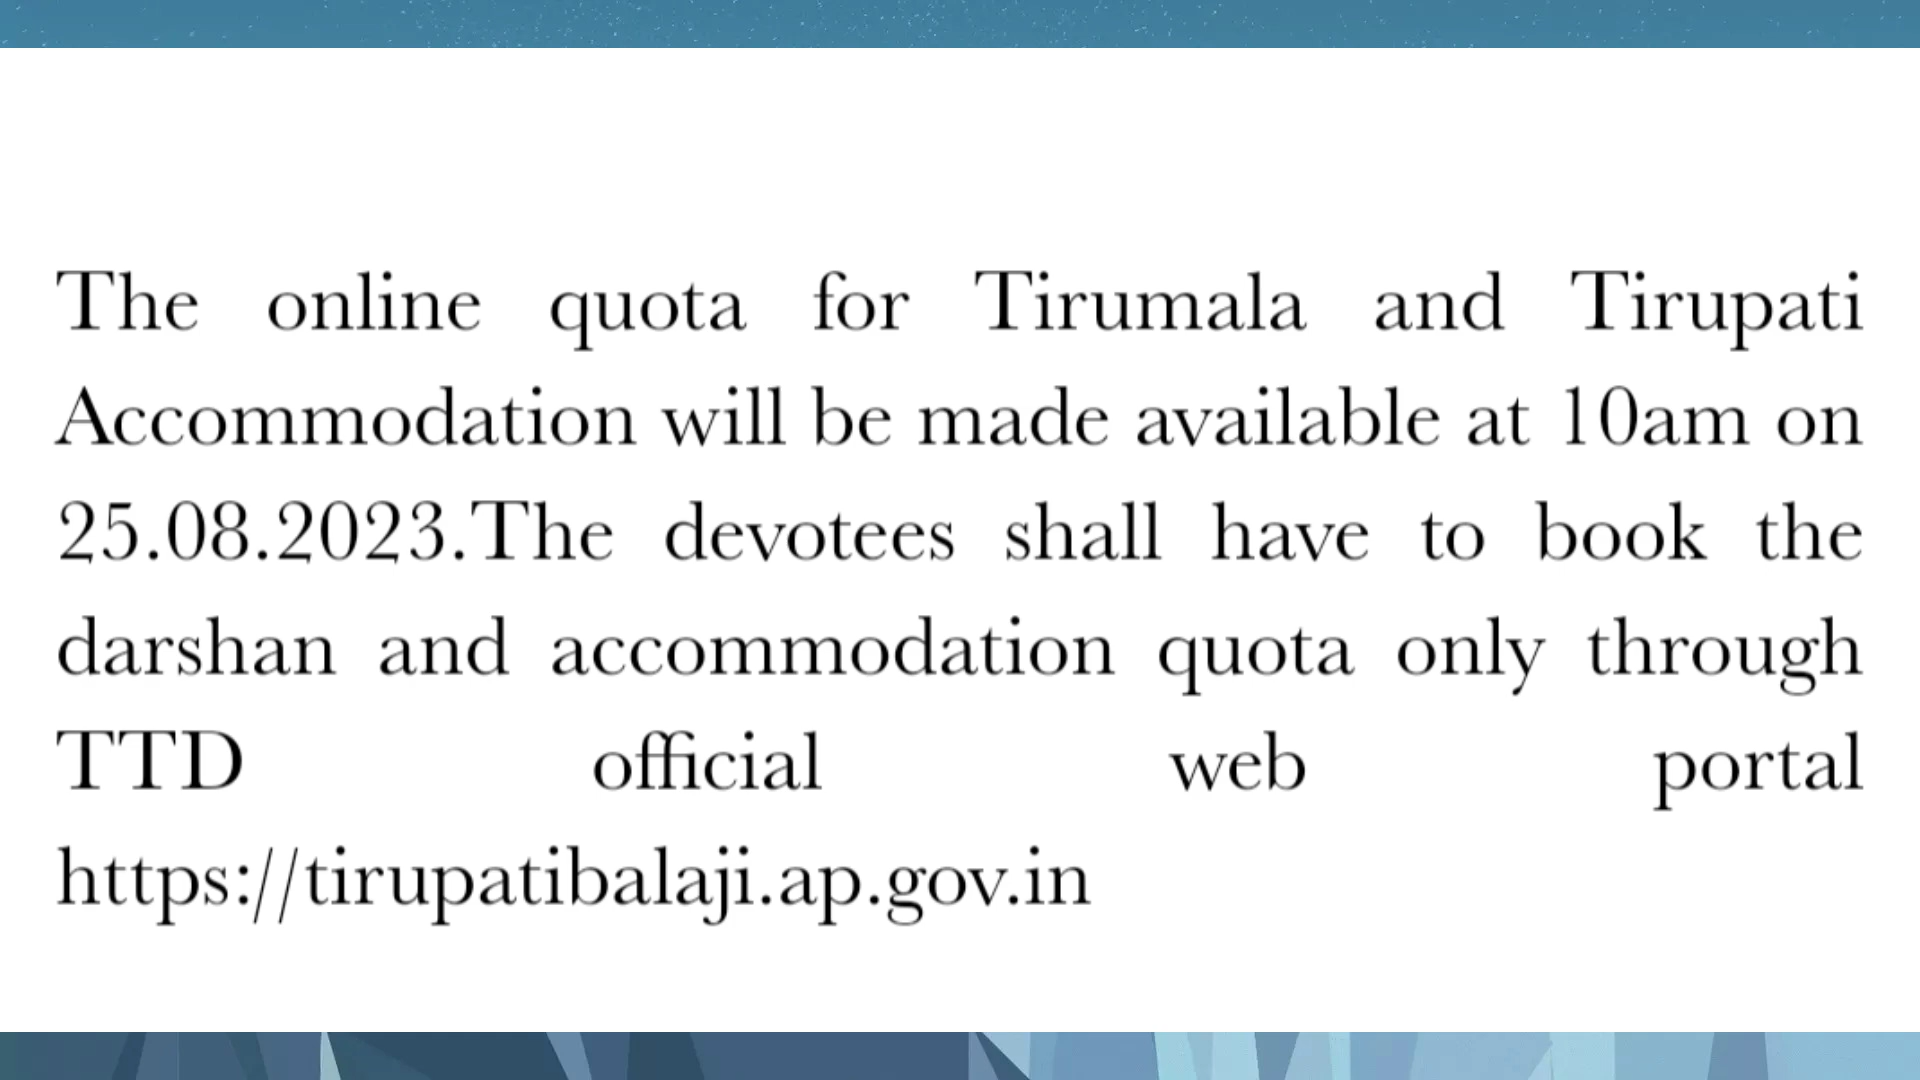 The online quota for Tirumala and Tirupati
Accommodation will be made available at 10am on
25.08.2023.The devotees shall have to book the
darshan and accommodation quota only through
TTD official web portal
https://tirupatibalaji.ap.gov.in